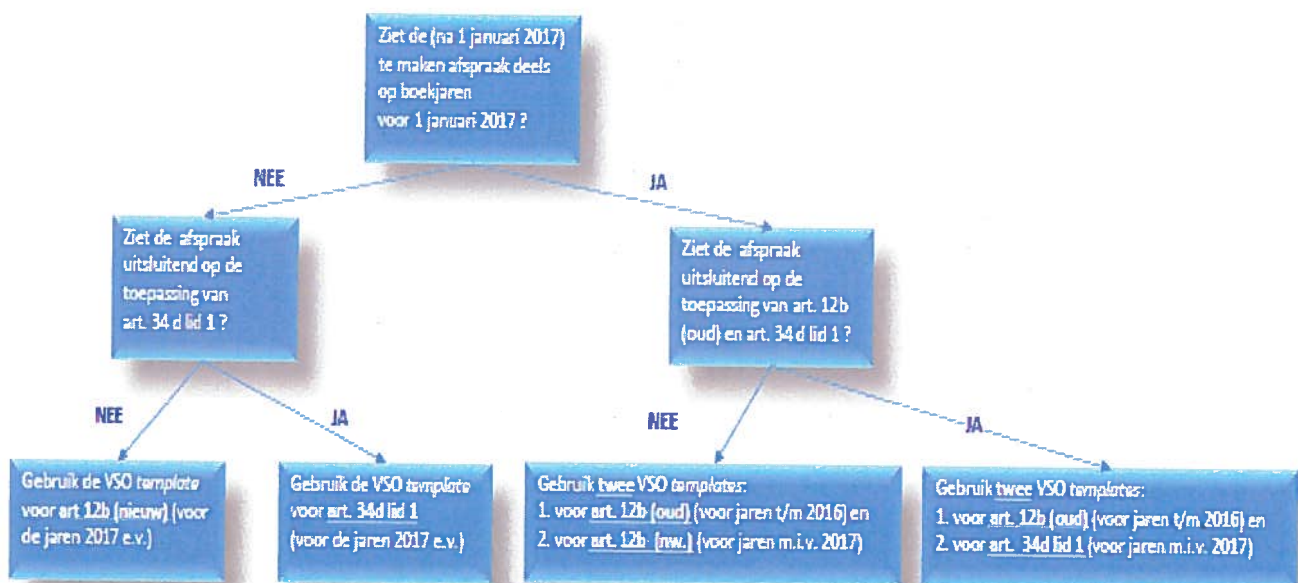 Ziet de (na 1 januari 2017)
te maken afspraak deels
op boekjaren
voor 1 januari 2017 ?
NEE
JA
Ziet de afspraak
uitsluitend op de
toepassing van
art. 34 d lid 1 ?
Ziet de afspraak
uitsluitend op de
toepassing van art. 12b
(oud) en art. 34 d lid 1 ?
NEE
JA
NEE
JA
Gebruik de VSO template
voor art 12b (nieuw) (voor
de jaren 2017 e.v.)
Gebruik de VSO template
voor art. 34d lid 1
(voor de jaren 2017 e.v.)
Gebruik twee VSO templates:
1. voor art. 12b (oud) (voor jaren t/m 2016) en
2. voor art. 12b (nw.) (voor jaren m.i.v. 2017)
Gebruik twee VSO templates:
1. voor art. 12b (oud) (voor jaren t/m 2016) en
2. voor art. 34d lid 1 (voor jaren m.i.v. 2017)